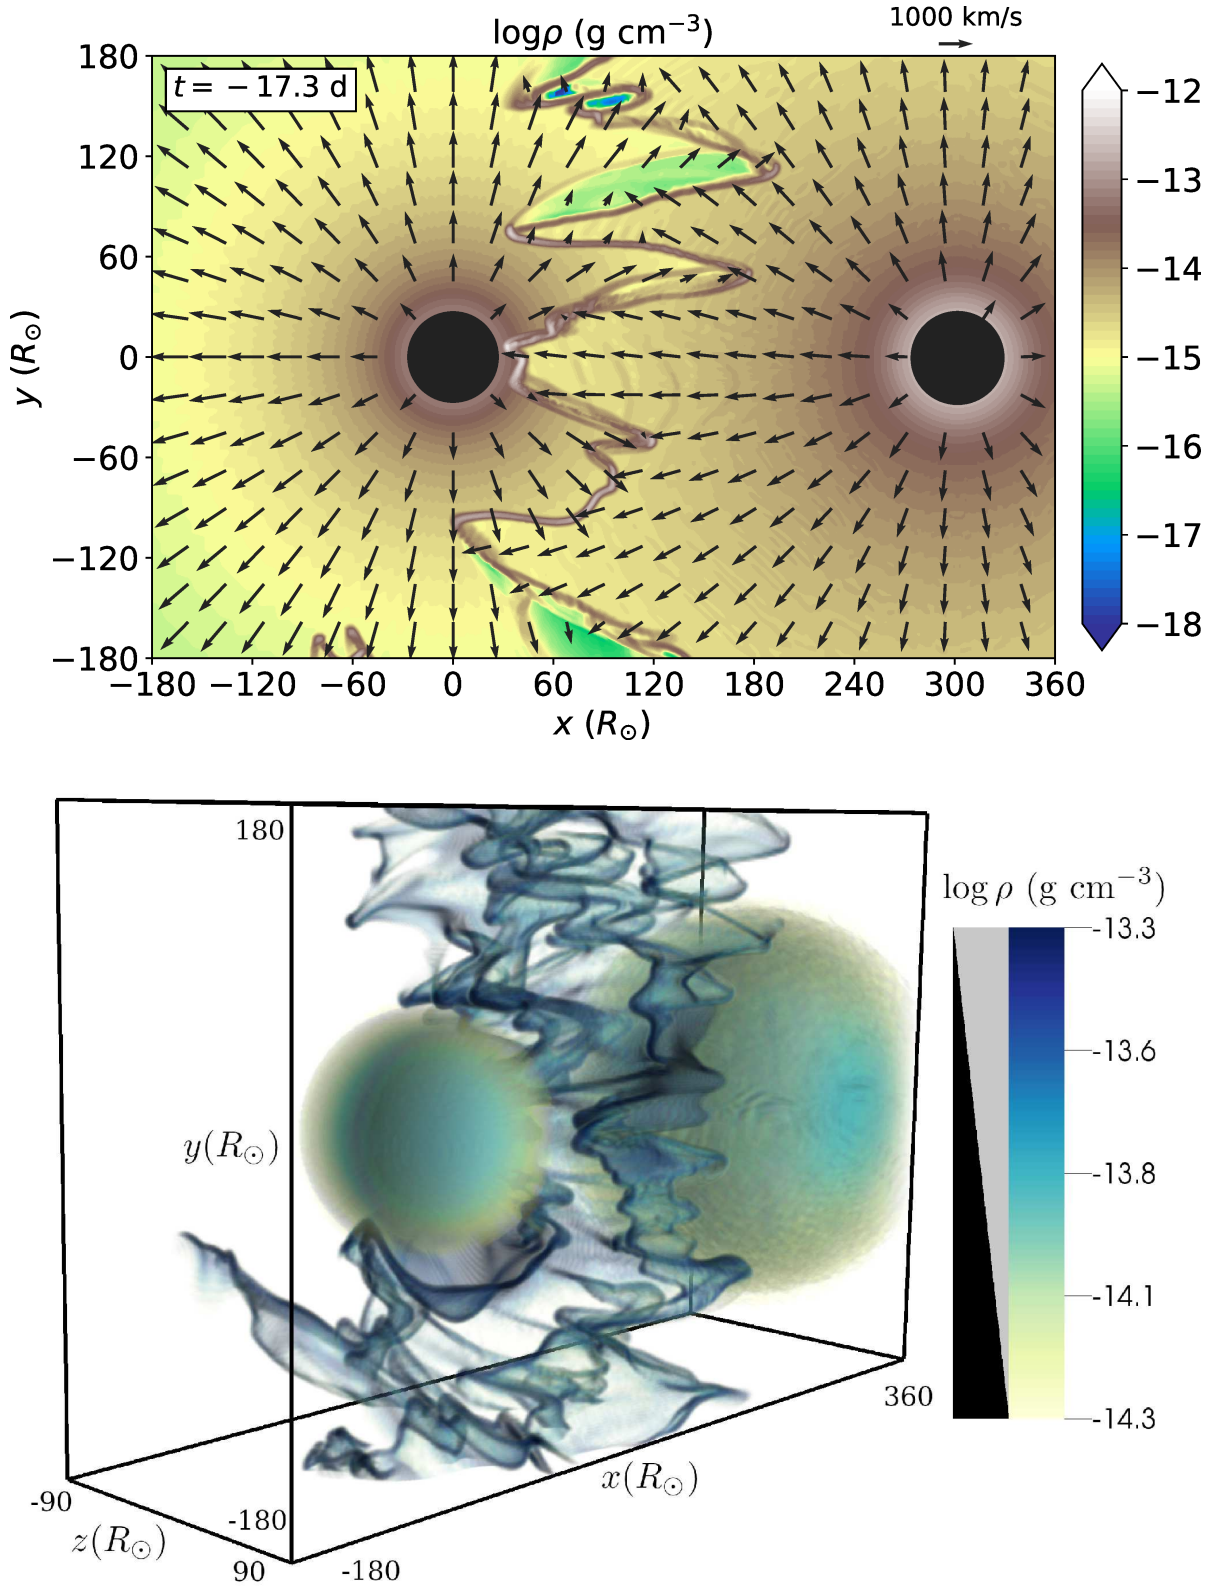 logρ (g cm⁻³)
1000 km/s
t = −17.3 d
180
120
60
0
−60
−120
−180
y (R☉)
−180 −120 −60 0 60 120 180 240 300 360
x (R☉)
−12
−13
−14
−15
−16
−17
−18
180
y(R☉)
-180
-90
z(R☉)
90
-180
x(R☉)
360
log ρ (g cm⁻³)
-13.3
-13.6
-13.8
-14.1
-14.3